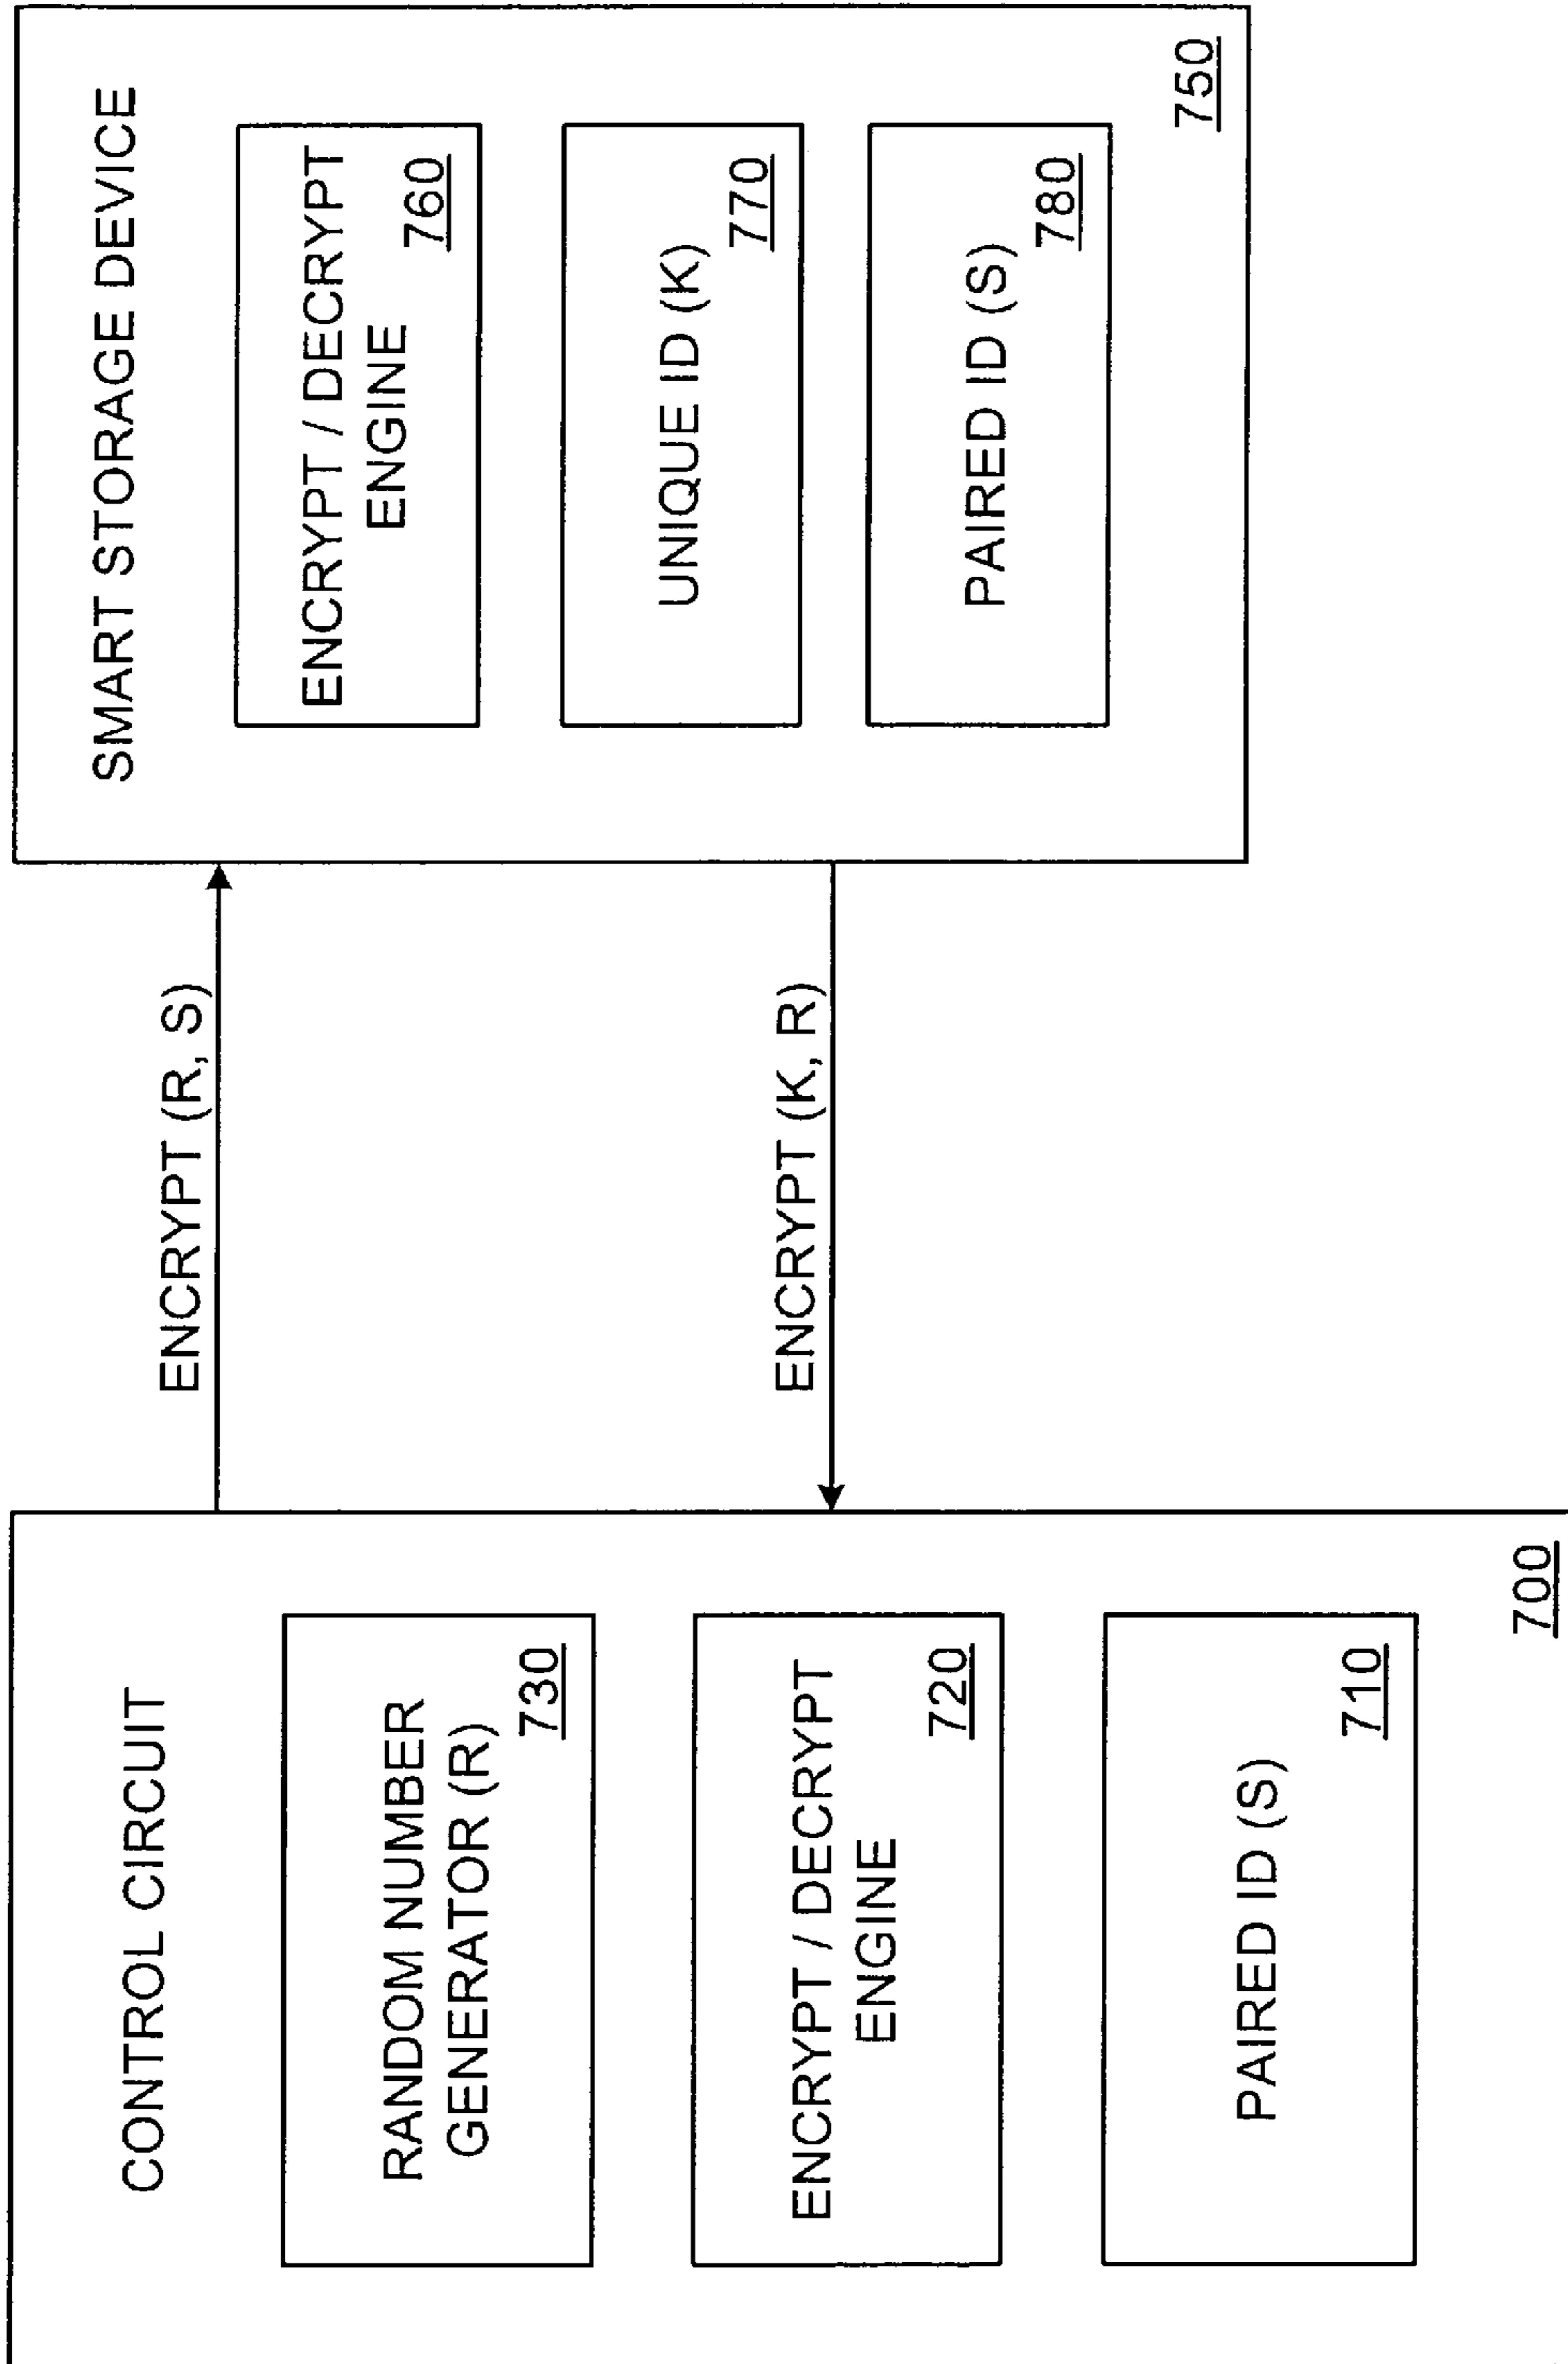 CONTROL CIRCUIT
RANDOM NUMBER
GENERATOR (R)
730
ENCRYPT / DECRYPT
ENGINE
720
PAIRED ID (S)
710
700
ENCRYPT (R, S)
ENCRYPT (K, R)
SMART STORAGE DEVICE
ENCRYPT / DECRYPT
ENGINE
760
UNIQUE ID (K)
770
PAIRED ID (S)
780
750